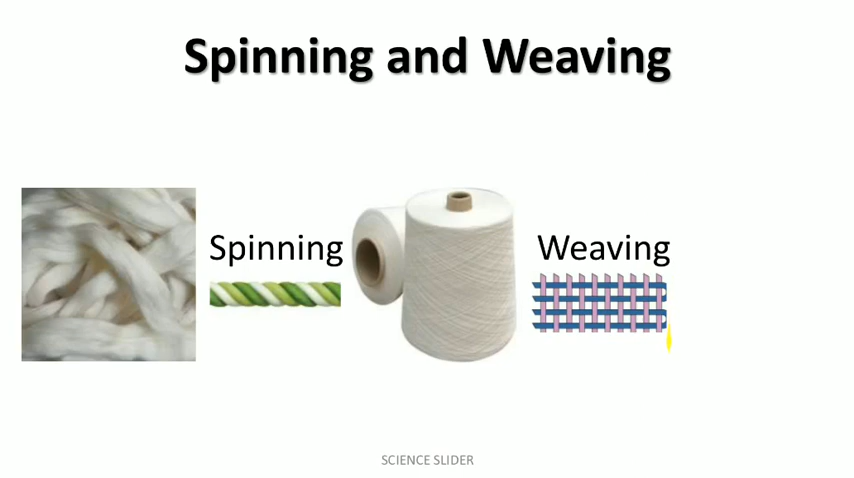 Spinning and Weaving
Spinning
Weaving
SCIENCE SLIDER